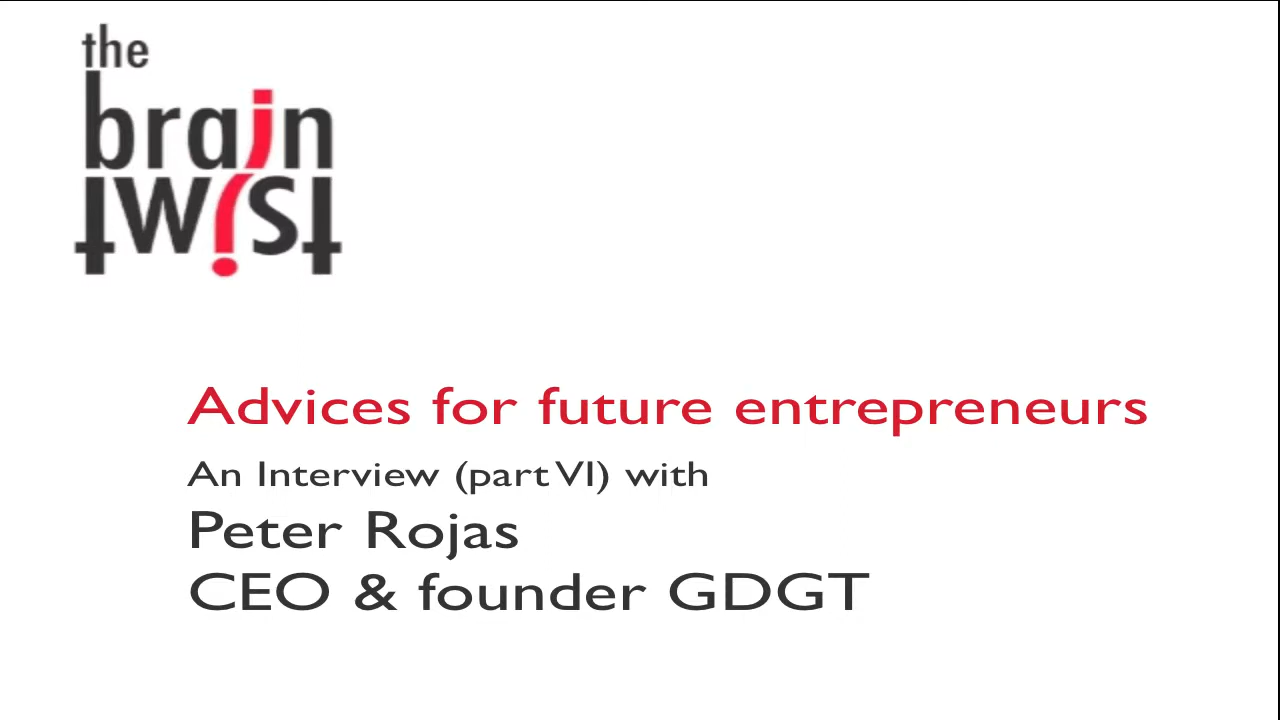 the
brain
twist
Advices for future entrepreneurs
An Interview (part VI) with
Peter Rojas
CEO & founder GDGT